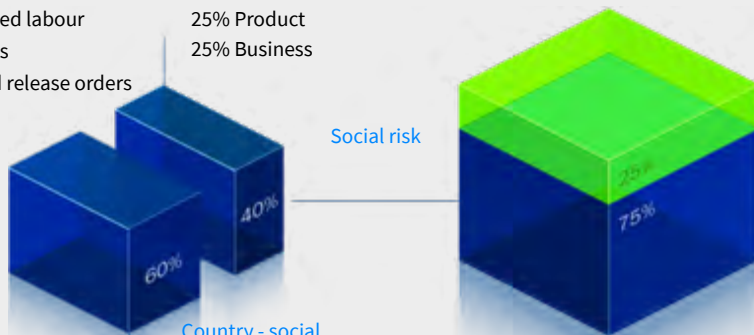 ed labour
s
l release orders
25% Product
25% Business
Social risk
40%
60%
25%
75%
Country - social